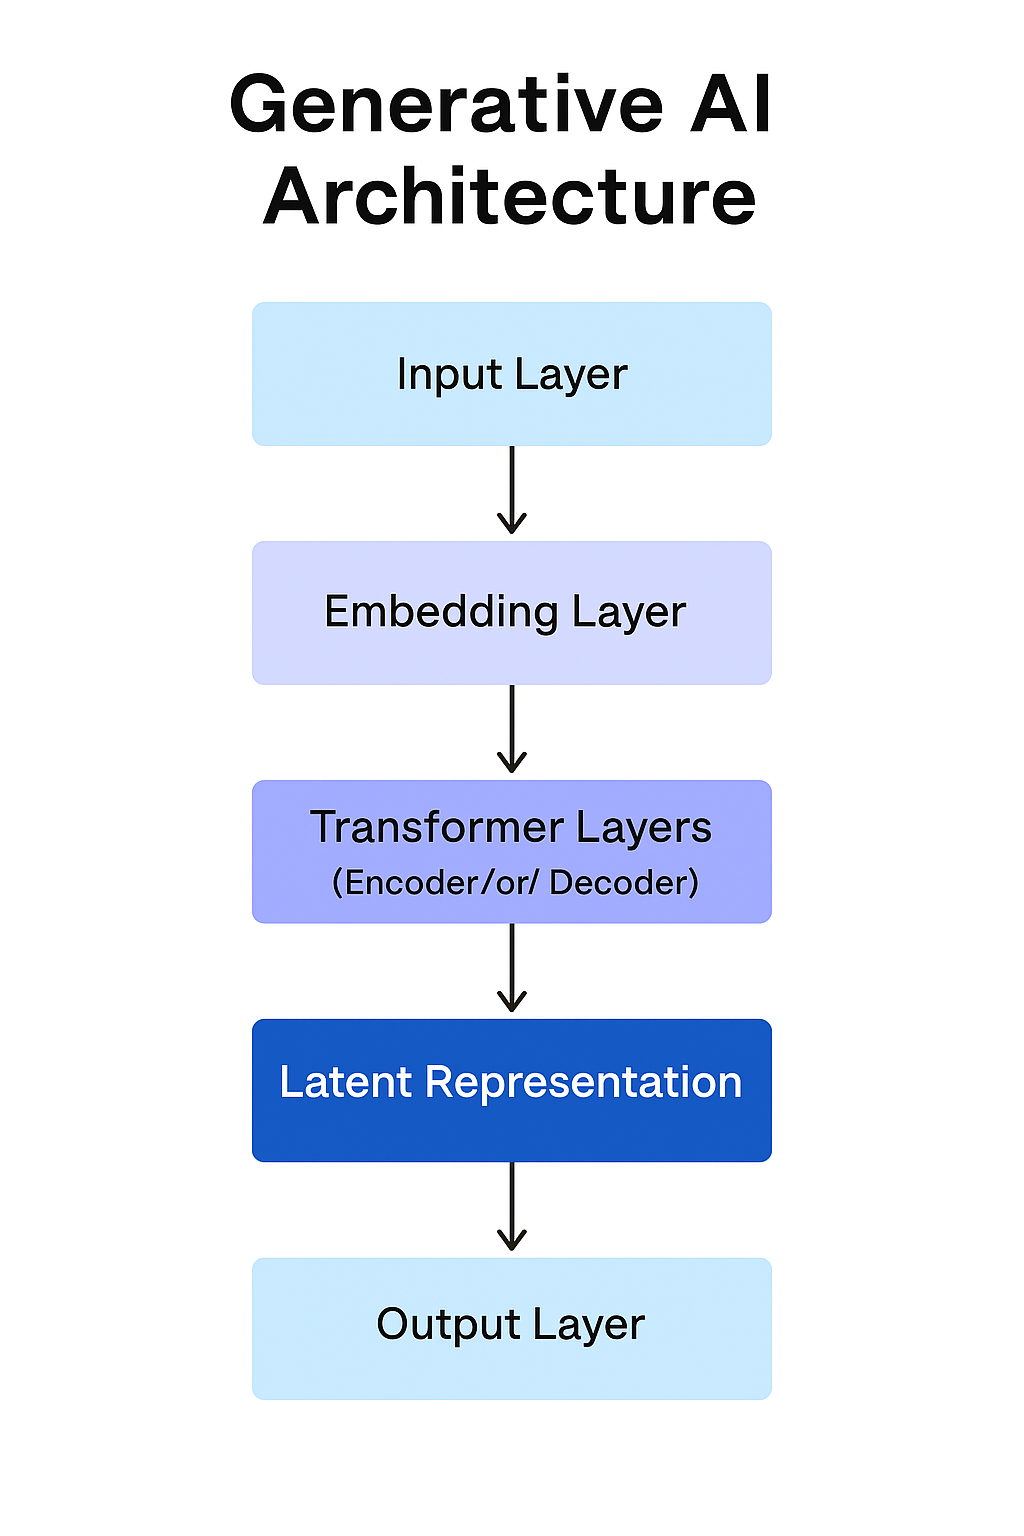 Generative AI
Architecture
Input Layer
Embedding Layer
Transformer Layers
(Encoder/or/ Decoder)
Latent Representation
Output Layer